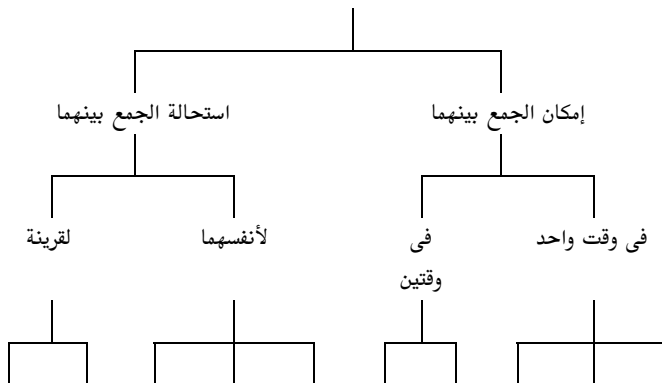 إمكان الجمع بينهما
استحالة الجمع بينهما
فى وقت واحد
فى
وقتين
لأنفسهما
لقرينة